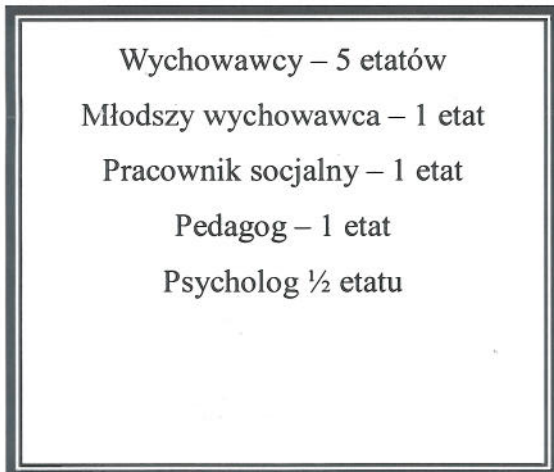 Wychowawcy – 5 etatów
Młodszy wychowawca – 1 etat
Pracownik socjalny – 1 etat
Pedagog – 1 etat
Psycholog ½ etatu